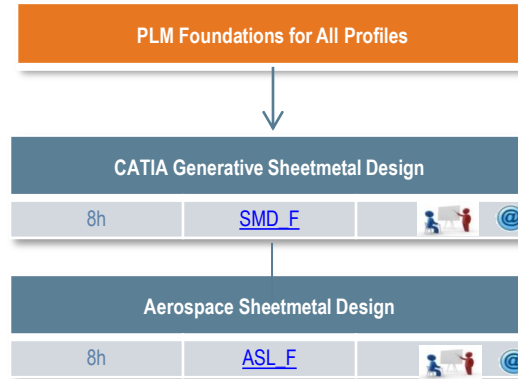 PLM Foundations for All Profiles
CATIA Generative Sheetmetal Design
8h SMD_F @
Aerospace Sheetmetal Design
8h ASL_F @